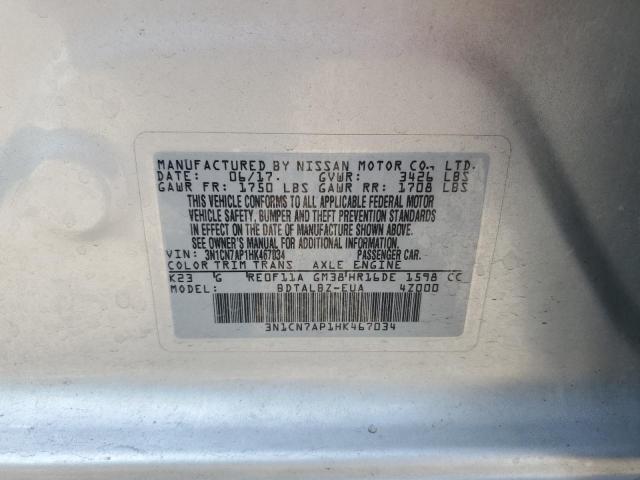 MANUFACTURED BY NISSAN MOTOR CO., LTD.
DATE: 06/17. GVWR: 3426 LBS
GAWR FR: 1750 LBS GAWR RR: 1708 LBS
THIS VEHICLE CONFORMS TO ALL APPLICABLE FEDERAL MOTOR
VEHICLE SAFETY, BUMPER AND THEFT PREVENTION STANDARDS
IN EFFECT ON THE DATE OF MANUFACTURE SHOWN ABOVE.
SEE OWNER'S MANUAL FOR ADDITIONAL INFORMATION
VIN: 3N1CN7AP1HK467034 PASSENGER CAR.
COLOR TRIM TRANS AXLE ENGINE
K23 G RE0F11A GM38 HR16DE 1598 CC
MODEL: BDTALBZ-EUA 4Z000
3N1CN7AP1HK467034